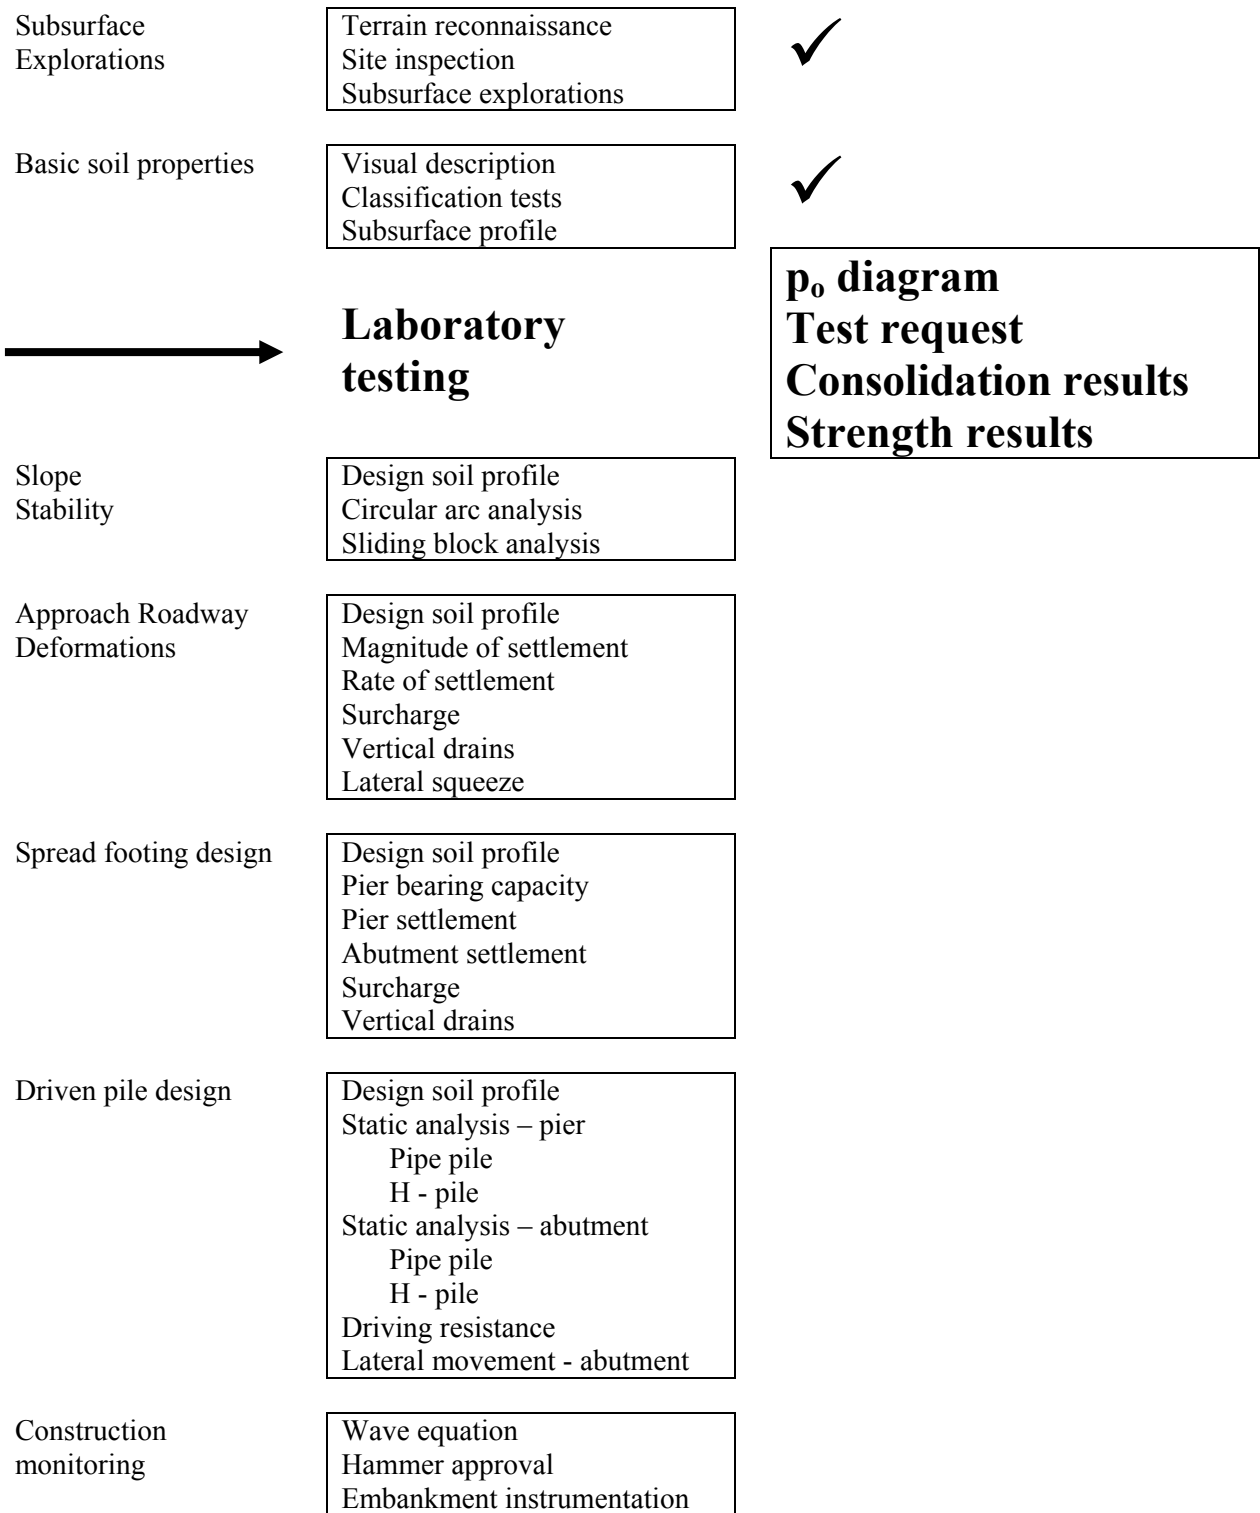 Subsurface
Explorations
Terrain reconnaissance
Site inspection
Subsurface explorations
Basic soil properties
Visual description
Classification tests
Subsurface profile
Laboratory
testing
po diagram
Test request
Consolidation results
Strength results
Slope
Stability
Design soil profile
Circular arc analysis
Sliding block analysis
Approach Roadway
Deformations
Design soil profile
Magnitude of settlement
Rate of settlement
Surcharge
Vertical drains
Lateral squeeze
Spread footing design
Design soil profile
Pier bearing capacity
Pier settlement
Abutment settlement
Surcharge
Vertical drains
Driven pile design
Design soil profile
Static analysis – pier
Pipe pile
H - pile
Static analysis – abutment
Pipe pile
H - pile
Driving resistance
Lateral movement - abutment
Construction
monitoring
Wave equation
Hammer approval
Embankment instrumentation